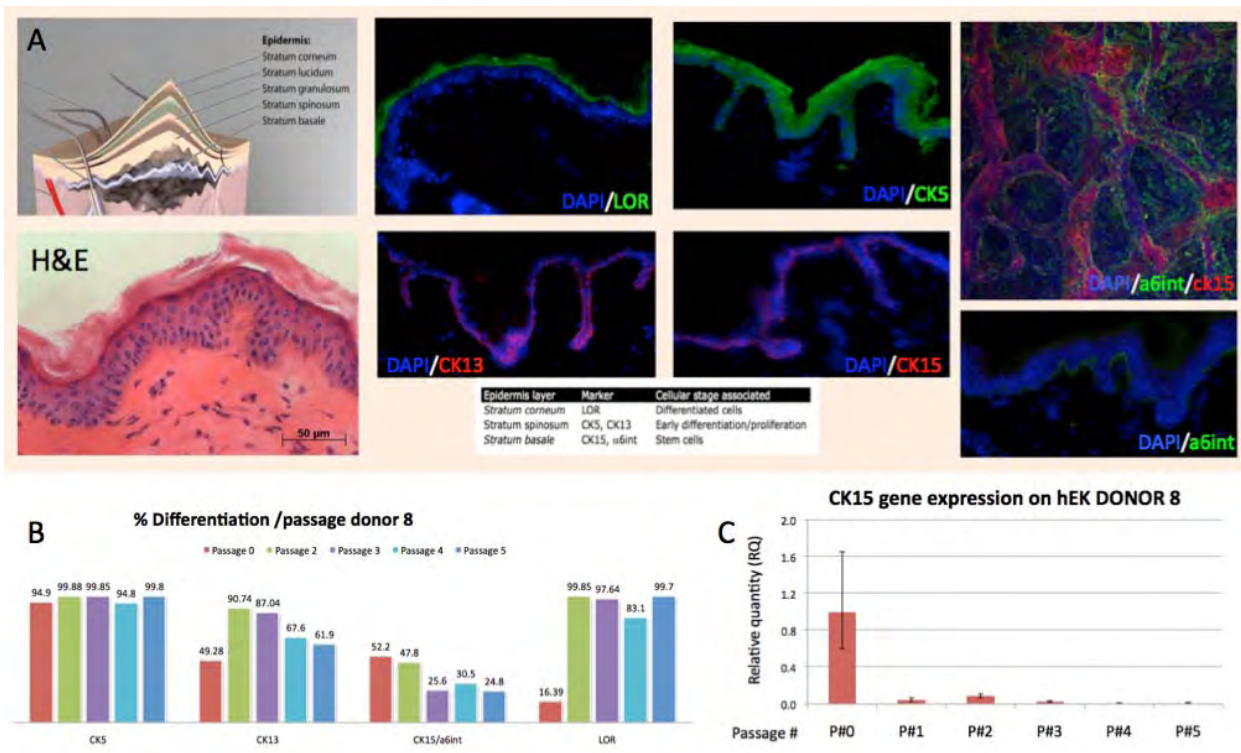 A
Epidermis:
Stratum corneum
Stratum lucidum
Stratum granulosum
Stratum spinosum
Stratum basale
DAPI/LOR
DAPI/CK5
DAPI/a6int/ck15
H&E
50 µm
DAPI/CK13
DAPI/CK15
DAPI/a6int
Epidermis layer Marker Cellular stage associated
Stratum corneum LOR Differentiated cells
Stratum spinosum CK5, CK13 Early differentiation/proliferation
Stratum basale CK15, α6int Stem cells
B
% Differentiation /passage donor 8
Passage 0 Passage 2 Passage 3 Passage 4 Passage 5
94.9 99.88 99.85 94.8 99.8
49.28 90.74 87.04 67.6 61.9
52.2 47.8 25.6 30.5 24.8
16.39 99.85 97.64 83.1 99.7
CK5 CK13 CK15/a6int LOR
C
CK15 gene expression on hEK DONOR 8
Relative quantity (RQ)
2.0
1.6
1.2
0.8
0.4
0.0
Passage # P#0 P#1 P#2 P#3 P#4 P#5